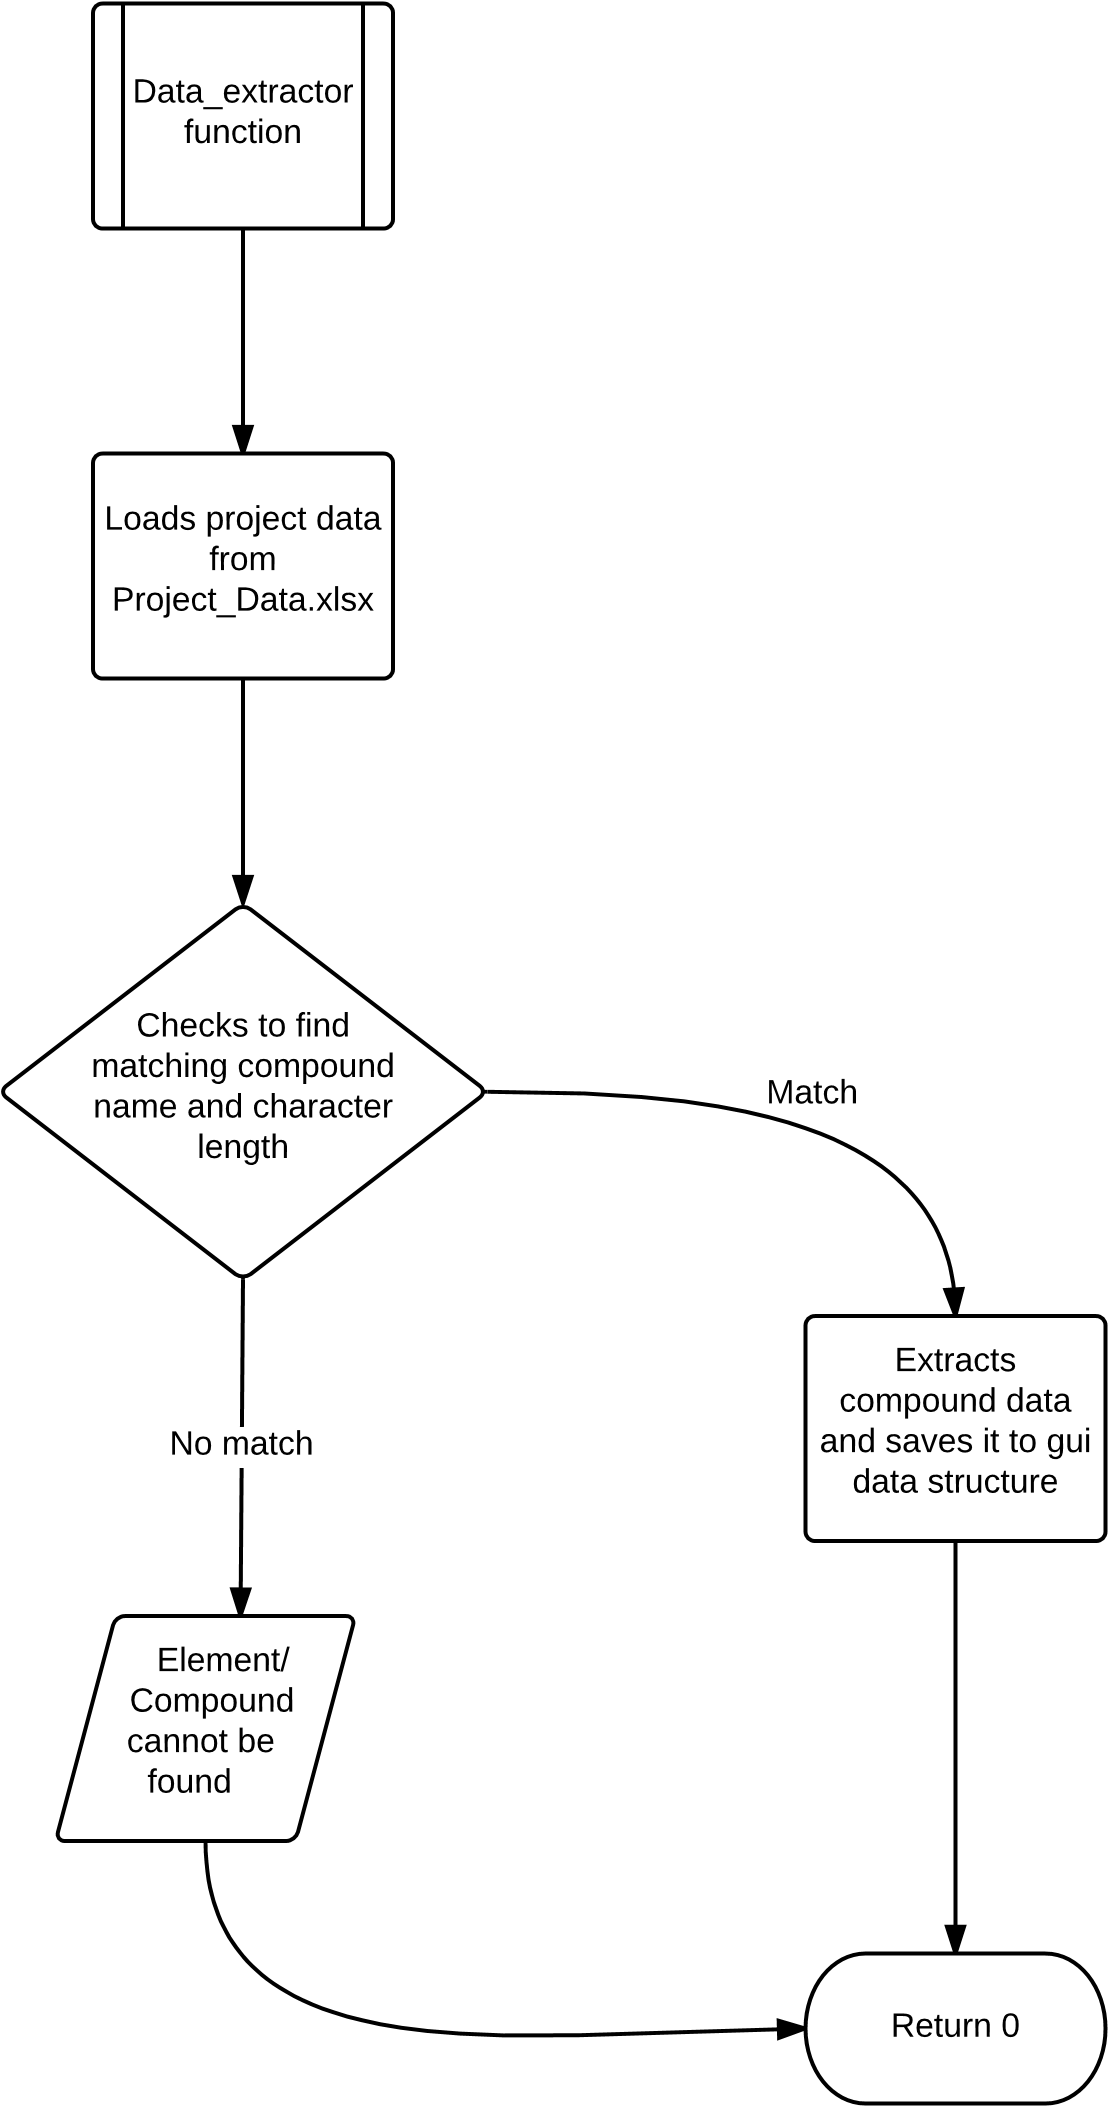 Data_extractor
function
Loads project data
from
Project_Data.xlsx
Checks to find
matching compound
name and character
length
Match
Extracts
compound data
and saves it to gui
data structure
No match
Element/
Compound
cannot be
found
Return 0